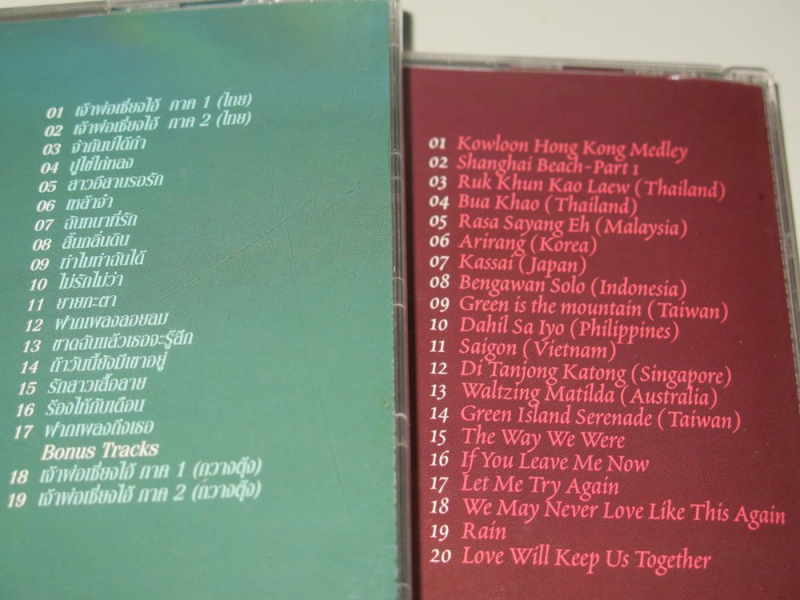 01 เจ้าพ่อเซี่ยงไฮ้ ภาค 1 (ไทย)
02 เจ้าพ่อเซี่ยงไฮ้ ภาค 2 (ไทย)
03 จำกันบ่ได้กำ
04 ปูไข่ไก่หลง
05 สาวอีสานรอรัก
06 เหล้าจ๋า
07 ฉันทนาที่รัก
08 สิ้นกลิ่นดิน
09 ทำไมทำฉันได้
10 ไม่รักไม่ว่า
11 ยายกะตา
12 ฝากเพลงลอยลม
13 ขาดฉันแล้วเธอจะรู้สึก
14 ถ้าวันนี้ยังมีเขาอยู่
15 รักสาวเสื้อลาย
16 ร้องไห้กับเดือน
17 ฝากเพลงถึงเธอ
Bonus Tracks
18 เจ้าพ่อเซี่ยงไฮ้ ภาค 1 (กวางตุ้ง)
19 เจ้าพ่อเซี่ยงไฮ้ ภาค 2 (กวางตุ้ง)
01 Kowloon Hong Kong Medley
02 Shanghai Beach-Part 1
03 Ruk Khun Kao Laew (Thailand)
04 Bua Khao (Thailand)
05 Rasa Sayang Eh (Malaysia)
06 Arirang (Korea)
07 Kassai (Japan)
08 Bengawan Solo (Indonesia)
09 Green is the mountain (Taiwan)
10 Dahil Sa Iyo (Philippines)
11 Saigon (Vietnam)
12 Di Tanjong Katong (Singapore)
13 Waltzing Matilda (Australia)
14 Green Island Serenade (Taiwan)
15 The Way We Were
16 If You Leave Me Now
17 Let Me Try Again
18 We May Never Love Like This Again
19 Rain
20 Love Will Keep Us Together